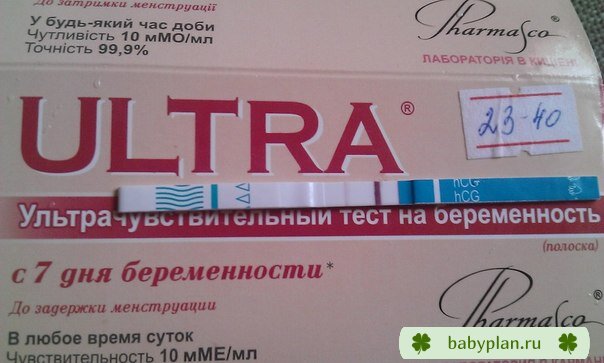 До затримки менструації
У будь-який час доби
Чутливість 10 мМО/мл
Точність 99,9%
PharmaSco
ЛАБОРАТОРІЯ В КИШЕНІ
ULTRA®
23-40
hCG
hCG
Ультрачувствительный тест на беременность
(полоска)
с 7 дня беременности*
До задержки менструации
PharmaSco
В любое время суток
Чувствительность 10 мМЕ/мл
babyplan.ru